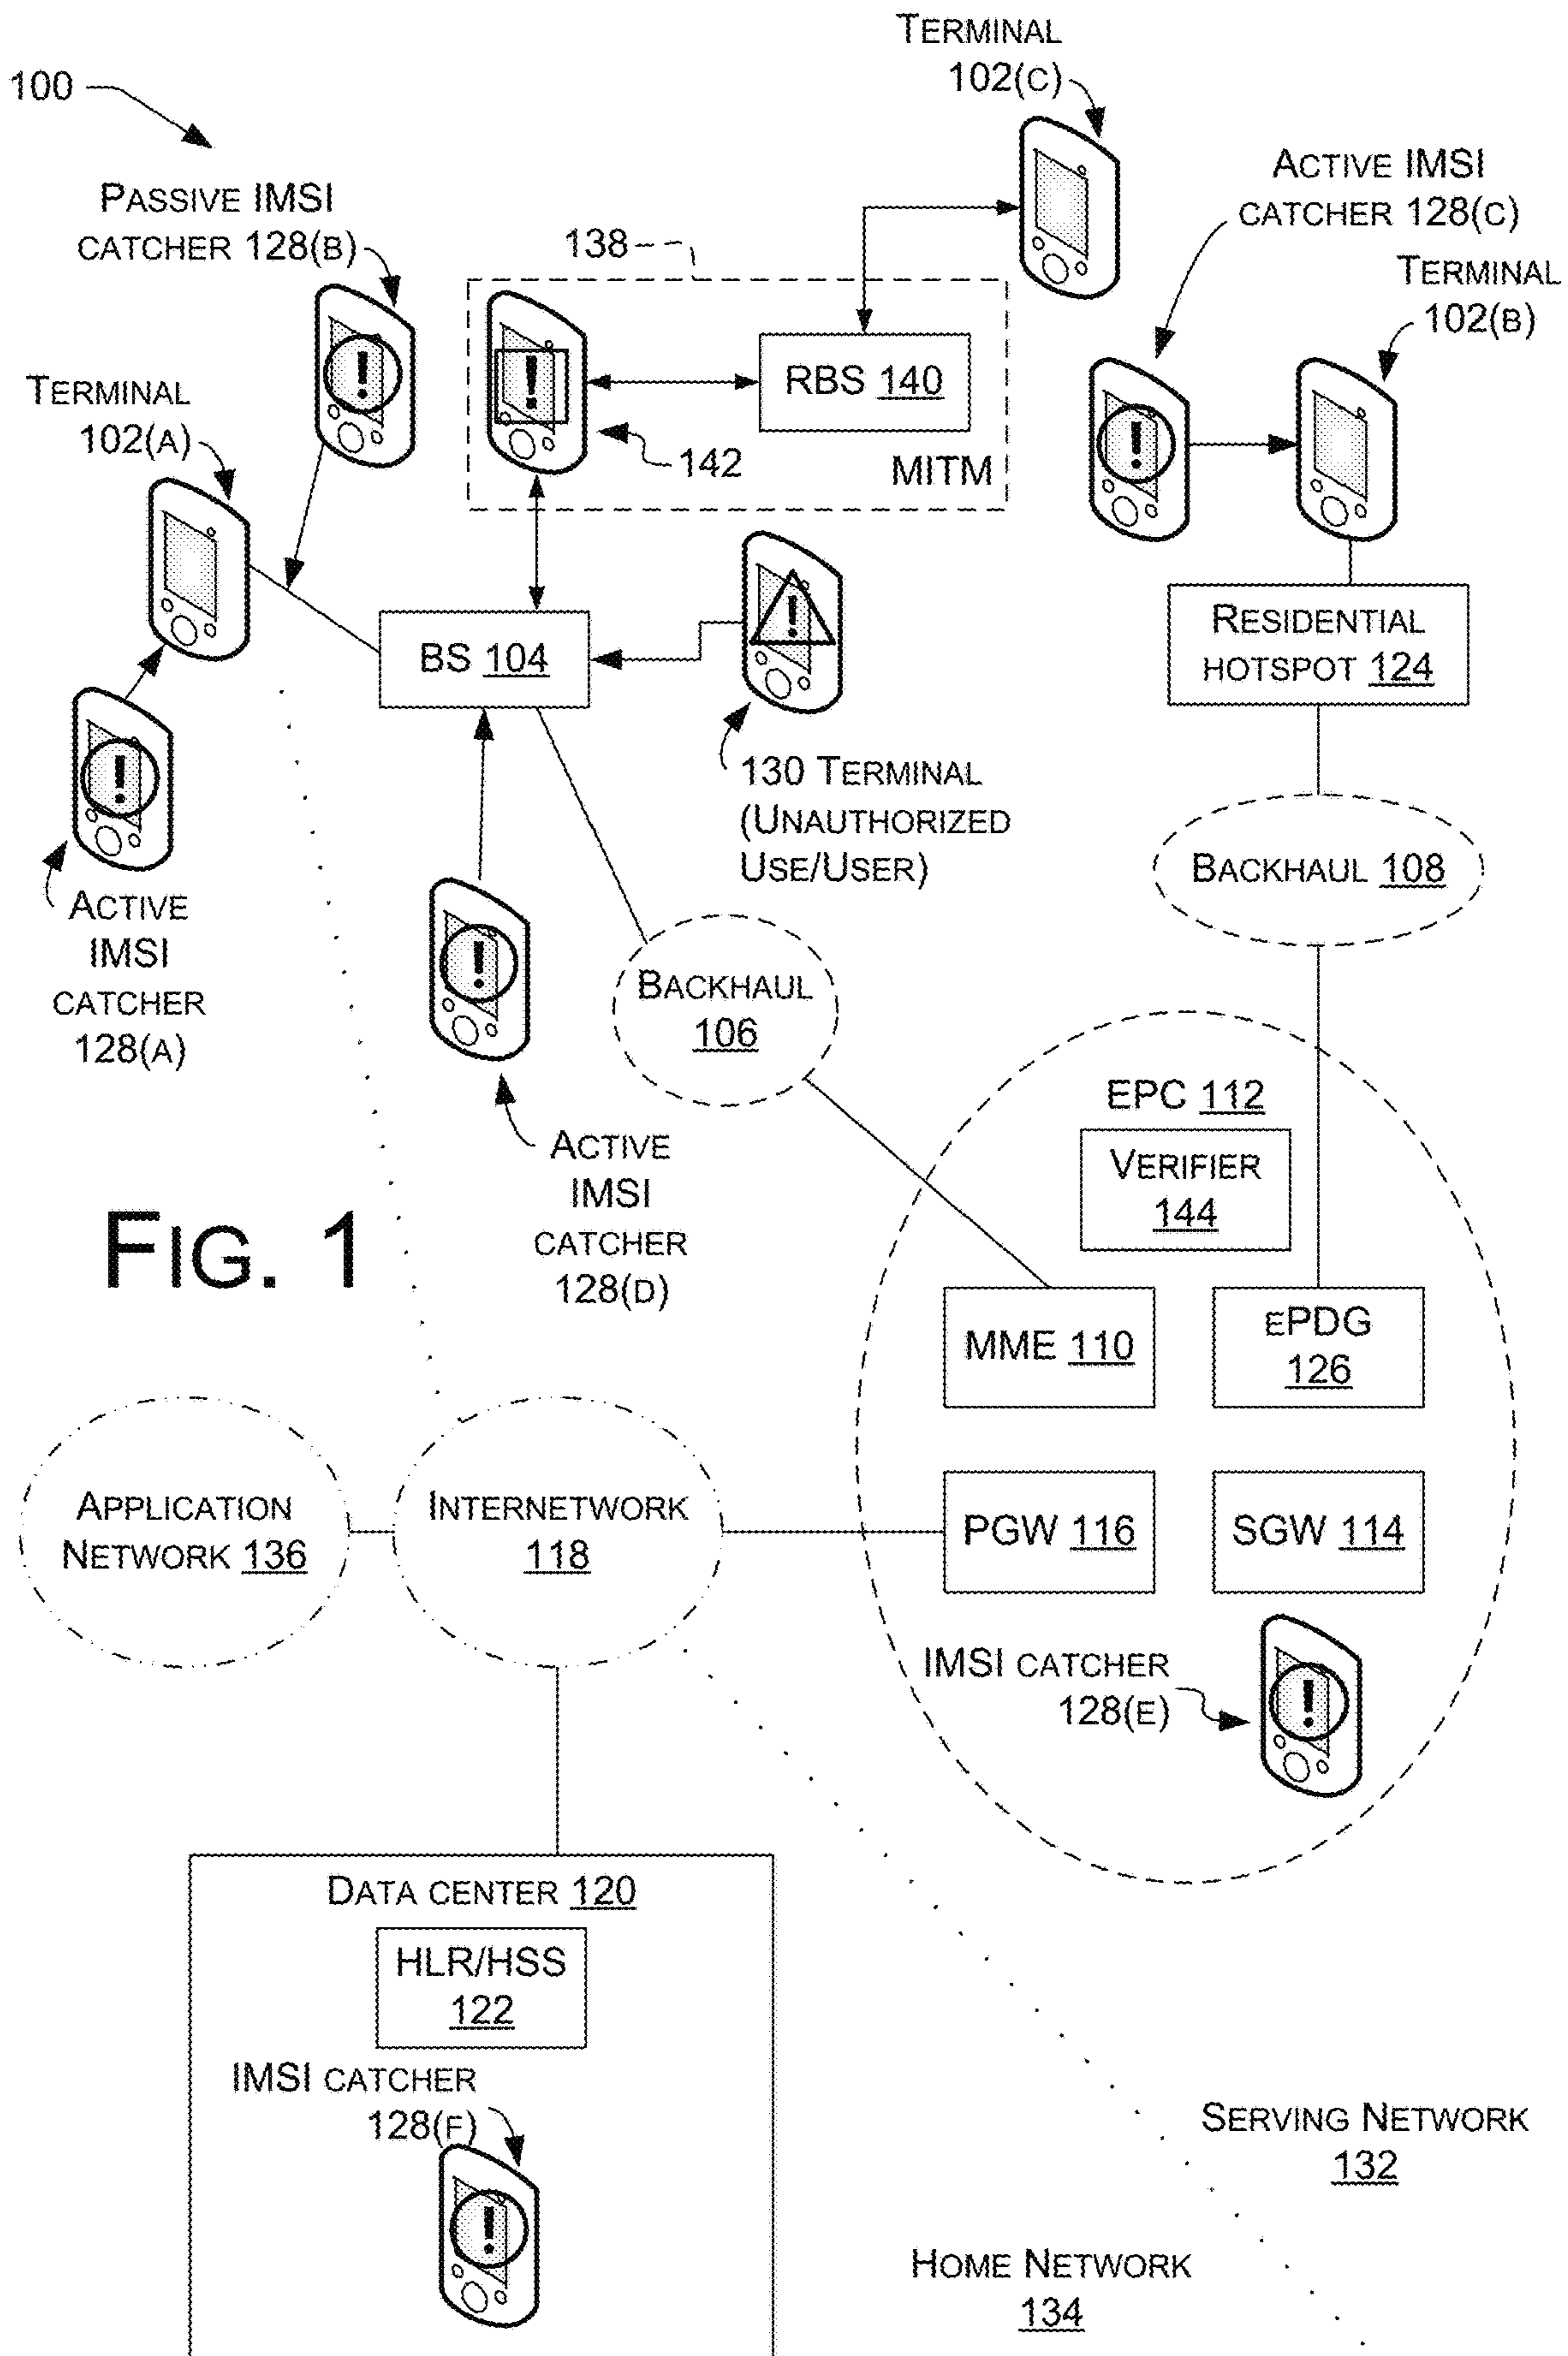 TERMINAL
102(C)
100
ACTIVE IMSI
CATCHER 128(C)
PASSIVE IMSI
CATCHER 128(B)
138
TERMINAL
102(B)
TERMINAL
102(A)
RBS 140
142
MITM
BS 104
RESIDENTIAL
HOTSPOT 124
130 TERMINAL
(UNAUTHORIZED
USE/USER)
BACKHAUL 108
ACTIVE
IMSI
CATCHER
128(A)
BACKHAUL
106
EPC 112
VERIFIER
144
ACTIVE
IMSI
CATCHER
128(D)
FIG. 1
MME 110
EPDG
126
APPLICATION
NETWORK 136
INTERNETWORK
118
PGW 116
SGW 114
IMSI CATCHER
128(E)
DATA CENTER 120
HLR/HSS
122
IMSI CATCHER
128(F)
SERVING NETWORK
132
HOME NETWORK
134